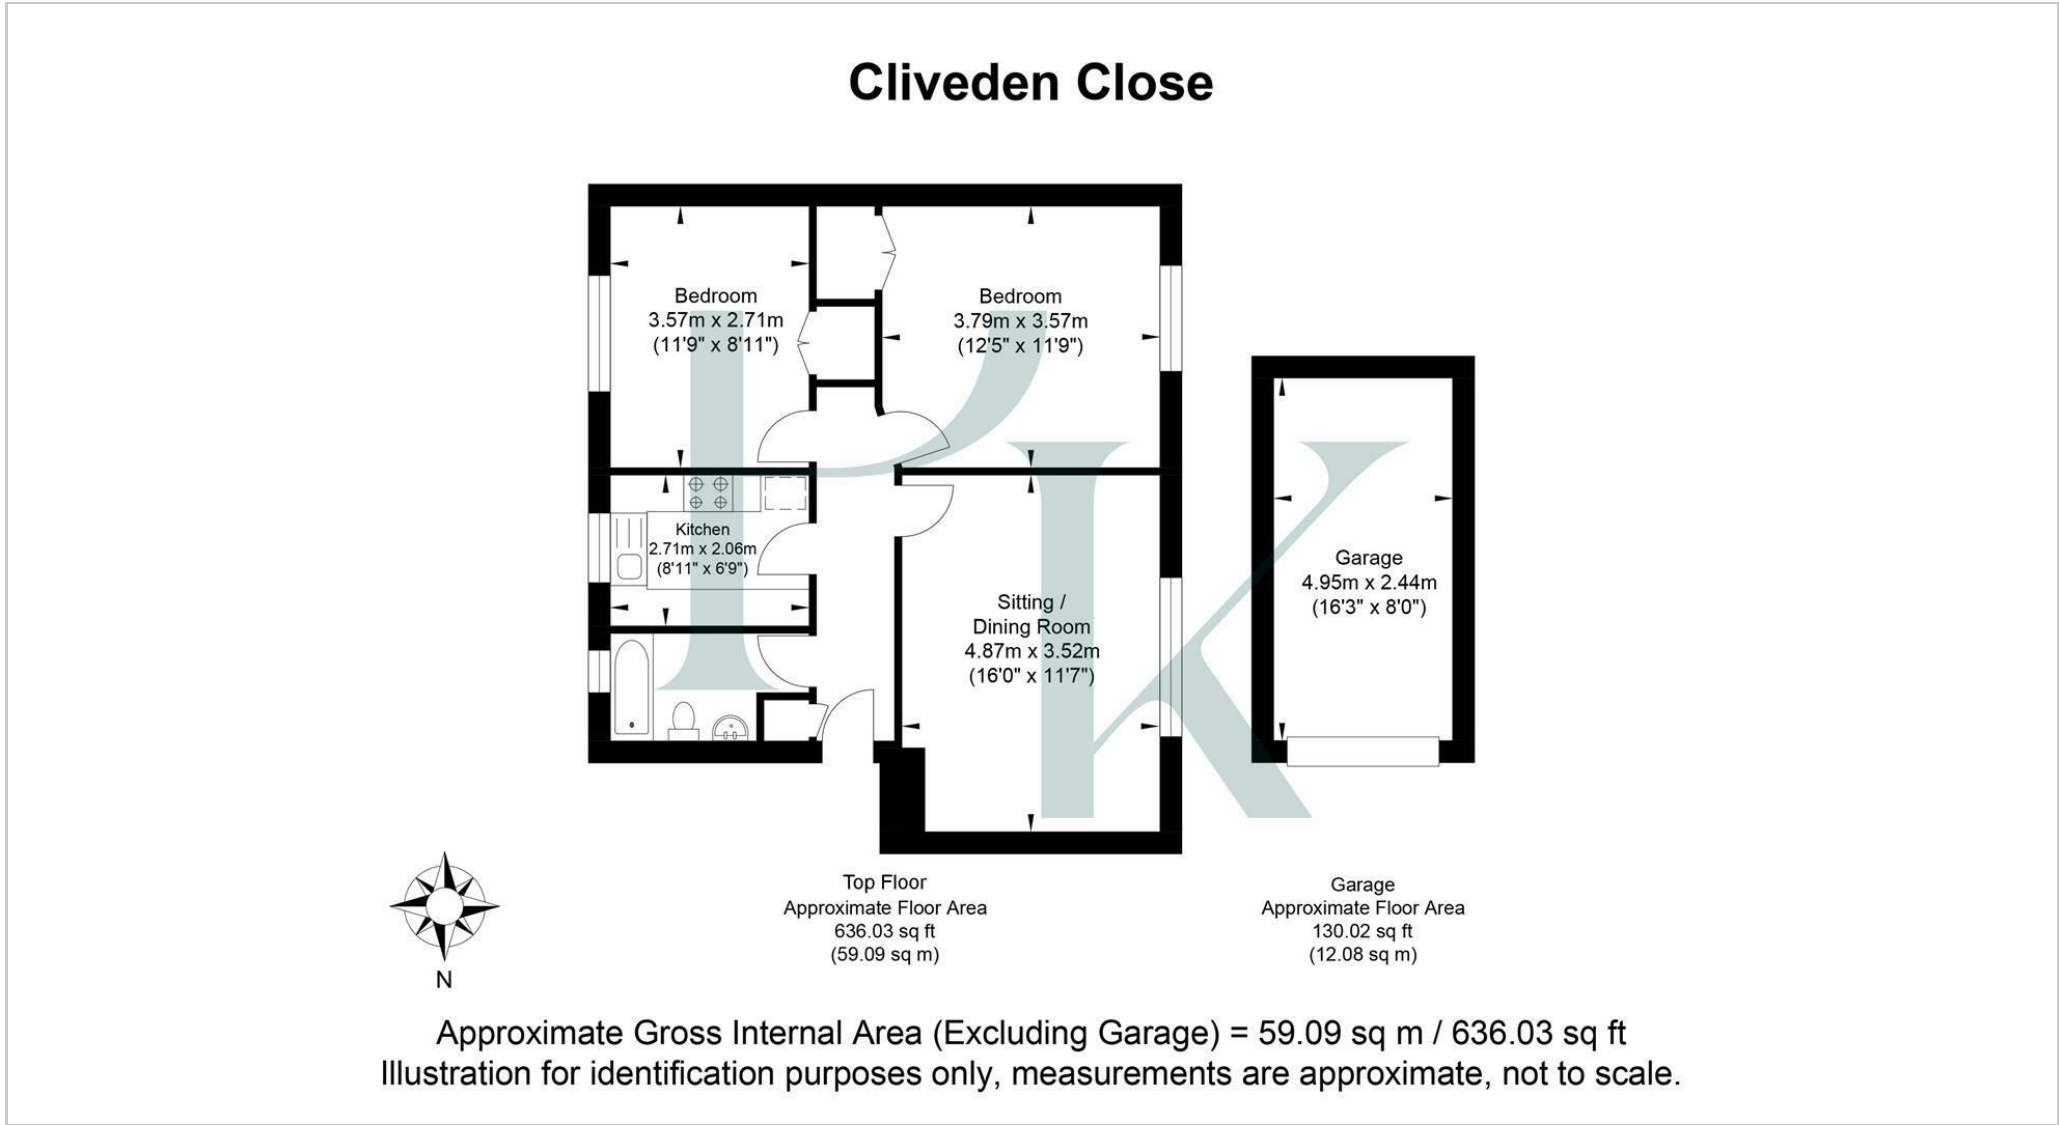 Cliveden Close
Bedroom
3.57m x 2.71m
(11'9" x 8'11")
Bedroom
3.79m x 3.57m
(12'5" x 11'9")
Kitchen
2.71m x 2.06m
(8'11" x 6'9")
Sitting /
Dining Room
4.87m x 3.52m
(16'0" x 11'7")
Garage
4.95m x 2.44m
(16'3" x 8'0")
PK
N
Top Floor
Approximate Floor Area
636.03 sq ft
(59.09 sq m)
Garage
Approximate Floor Area
130.02 sq ft
(12.08 sq m)
Approximate Gross Internal Area (Excluding Garage) = 59.09 sq m / 636.03 sq ft
Illustration for identification purposes only, measurements are approximate, not to scale.